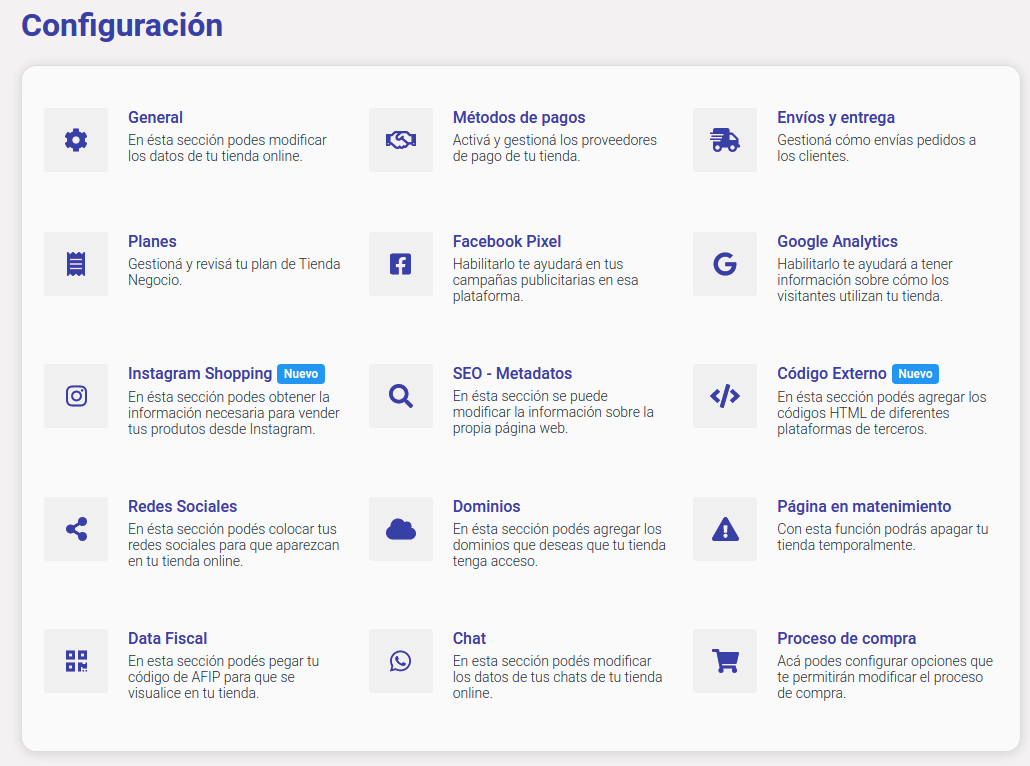 Configuración
General
En ésta sección podes modificar
los datos de tu tienda online.
Métodos de pagos
Activá y gestioná los proveedores
de pago de tu tienda.
Envíos y entrega
Gestioná cómo envías pedidos a
los clientes.
Planes
Gestioná y revisá tu plan de Tienda
Negocio.
Facebook Pixel
Habilitarlo te ayudará en tus
campañas publicitarias en esa
plataforma.
Google Analytics
Habilitarlo te ayudará a tener
información sobre cómo los
visitantes utilizan tu tienda.
Instagram Shopping Nuevo
En ésta sección podes obtener la
información necesaria para vender
tus produtos desde Instagram.
SEO - Metadatos
En ésta sección se puede
modificar la información sobre la
propia página web.
Código Externo Nuevo
En ésta sección podés agregar los
códigos HTML de diferentes
plataformas de terceros.
Redes Sociales
En ésta sección podés colocar tus
redes sociales para que aparezcan
en tu tienda online.
Dominios
En ésta sección podés agregar los
dominios que deseas que tu tienda
tenga acceso.
Página en matenimiento
Con esta función podrás apagar tu
tienda temporalmente.
Data Fiscal
En esta sección podés pegar tu
código de AFIP para que se
visualice en tu tienda.
Chat
En esta sección podés modificar
los datos de tus chats de tu tienda
online.
Proceso de compra
Acá podes configurar opciones que
te permitirán modificar el proceso
de compra.